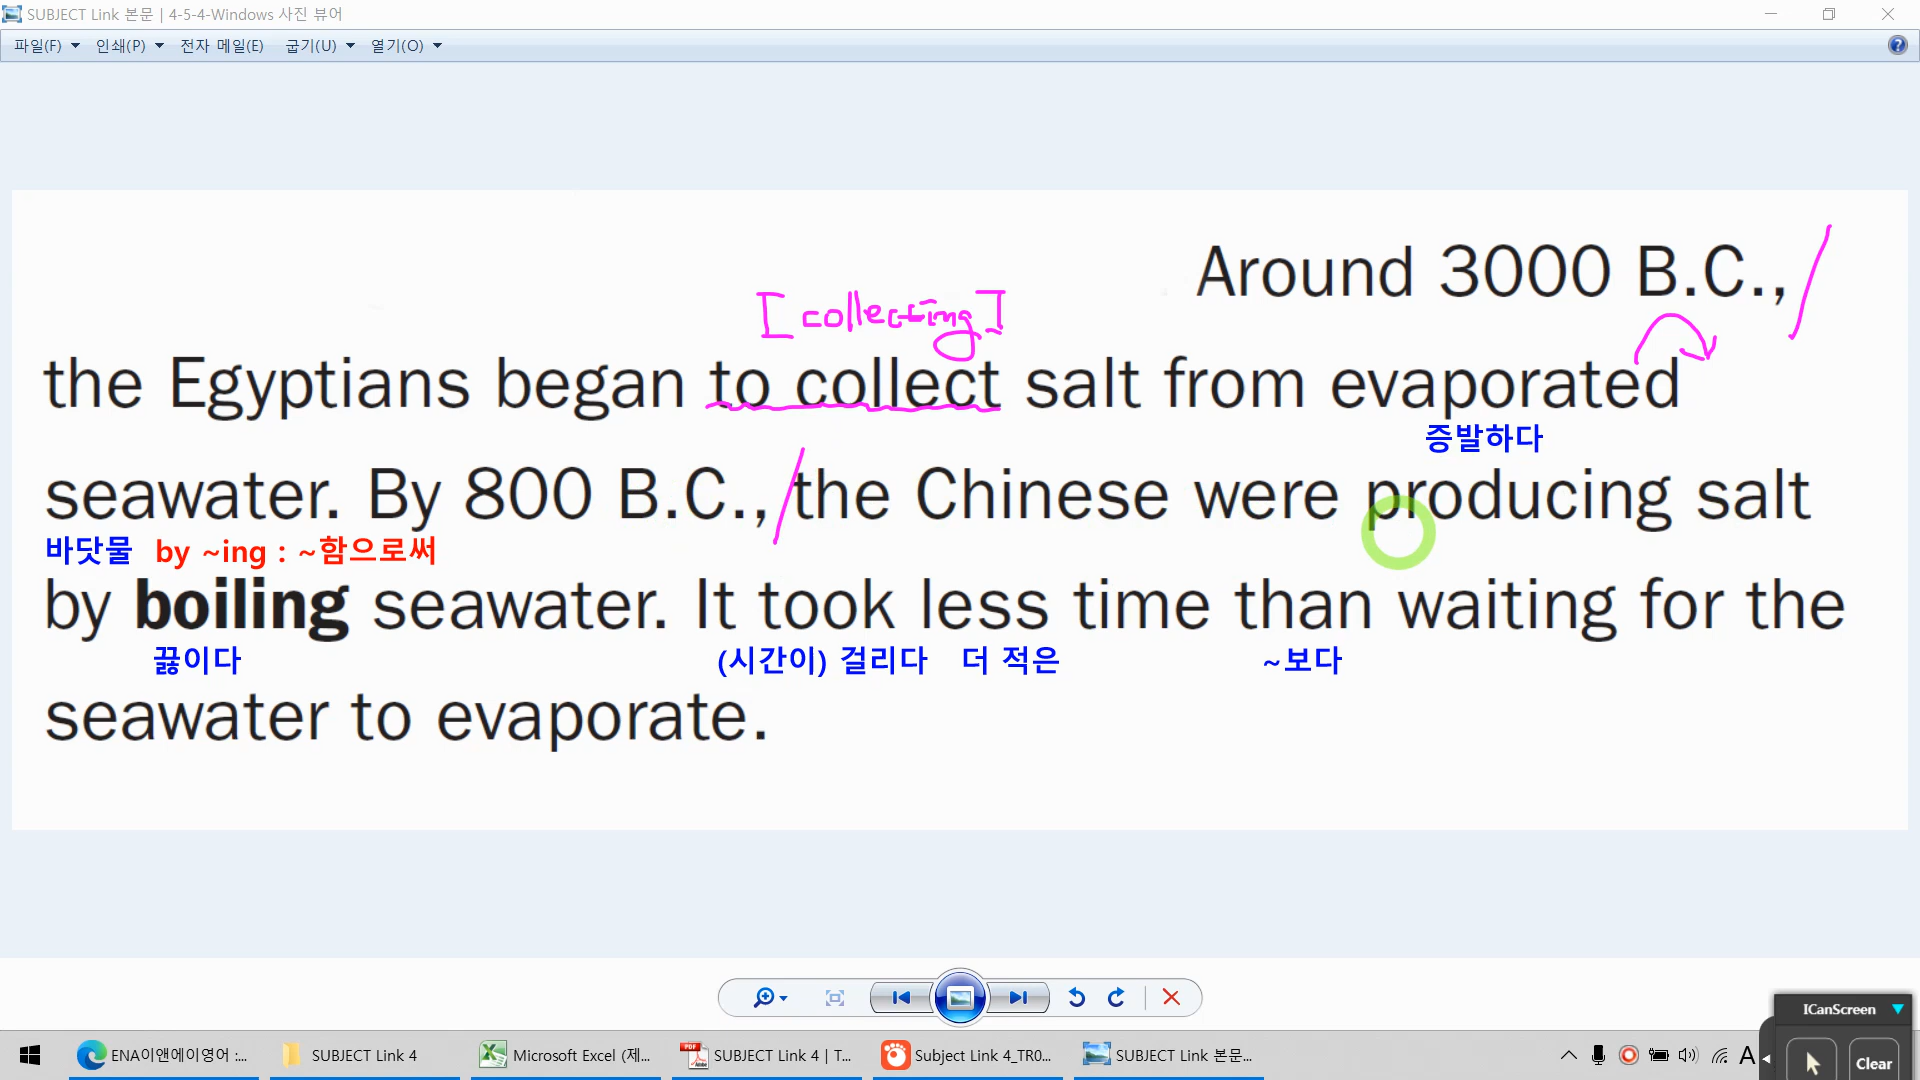 SUBJECT Link 본문 | 4-5-4-Windows 사진 뷰어
파일(F) 인쇄(P) 전자 메일(E) 굽기(U) 열기(O)
Around 3000 B.C.,
[collecting]
the Egyptians began to collect salt from evaporated
증발하다
seawater. By 800 B.C., the Chinese were producing salt
바닷물 by ~ing : ~함으로써
by boiling seawater. It took less time than waiting for the
끓이다 (시간이) 걸리다 더 적은 ~보다
seawater to evaporate.
ICanScreen
ENA이앤에이영어 :... SUBJECT Link 4 Microsoft Excel (제... SUBJECT Link 4 | T... Subject Link 4_TR0... SUBJECT Link 본문... A Clear